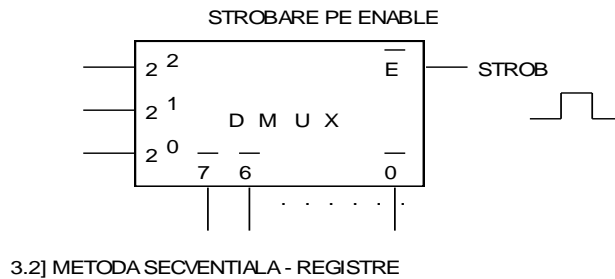 STROBARE PE ENABLE
2 2 E STROB
2 1
D M U X
2 0
7 6 0
3.2] METODA SECVENTIALA - REGISTRE